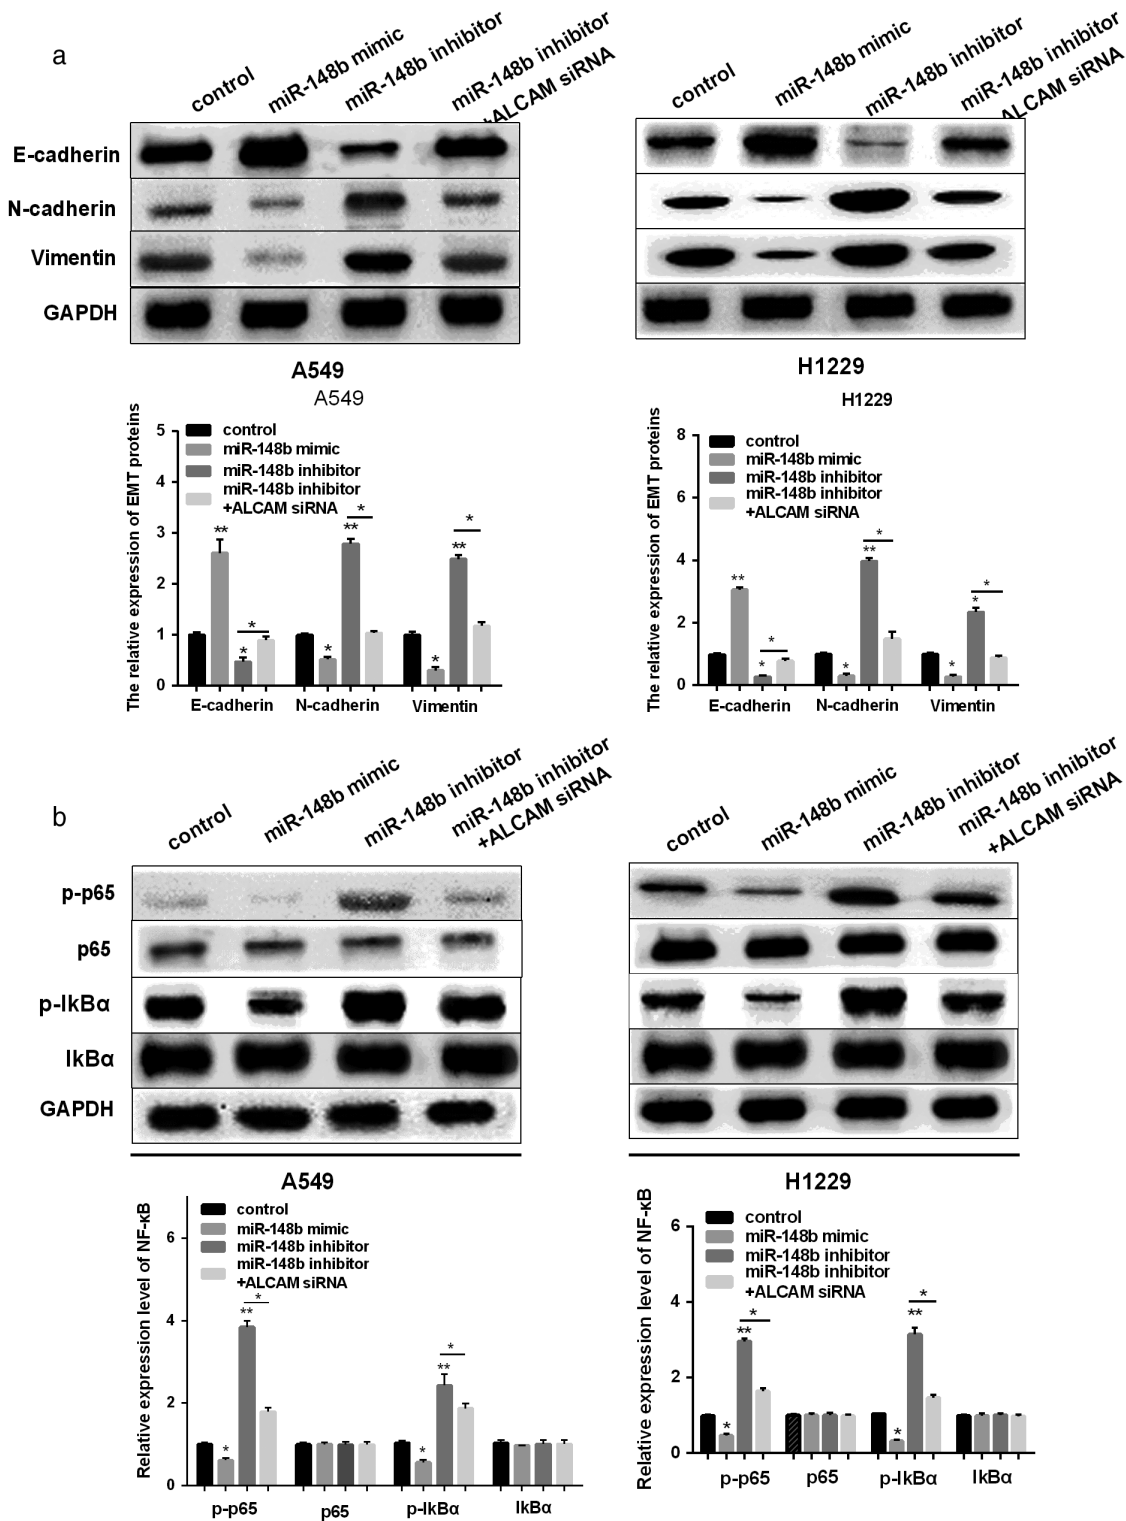 a
control
miR-148b mimic
miR-148b inhibitor
miR-148b inhibitor
+ALCAM siRNA
control
miR-148b mimic
miR-148b inhibitor
miR-148b inhibitor
ALCAM siRNA
E-cadherin
N-cadherin
Vimentin
GAPDH
A549
H1229
A549
The relative expression of EMT proteins
5
4
3
2
1
0
control
miR-148b mimic
miR-148b inhibitor
miR-148b inhibitor
+ALCAM siRNA
**
*
*
*
**
*
*
**
*
E-cadherin
N-cadherin
Vimentin
H1229
The relative expression of EMT proteins
8
6
4
2
0
control
miR-148b mimic
miR-148b inhibitor
miR-148b inhibitor
+ALCAM siRNA
**
*
*
*
**
*
*
*
*
E-cadherin
N-cadherin
Vimentin
b
control
miR-148b mimic
miR-148b inhibitor
miR-148b inhibitor
+ALCAM siRNA
control
miR-148b mimic
miR-148b inhibitor
miR-148b inhibitor
+ALCAM siRNA
p-p65
p65
p-IkBα
IkBα
GAPDH
A549
H1229
Relative expression level of NF-κB
6
4
2
0
control
miR-148b mimic
miR-148b inhibitor
miR-148b inhibitor
+ALCAM siRNA
*
**
*
*
**
*
p-p65
p65
p-IkBα
IkBα
Relative expression level of NF-κB
6
4
2
0
control
miR-148b mimic
miR-148b inhibitor
miR-148b inhibitor
+ALCAM siRNA
*
**
*
*
**
*
p-p65
p65
p-IkBα
IkBα